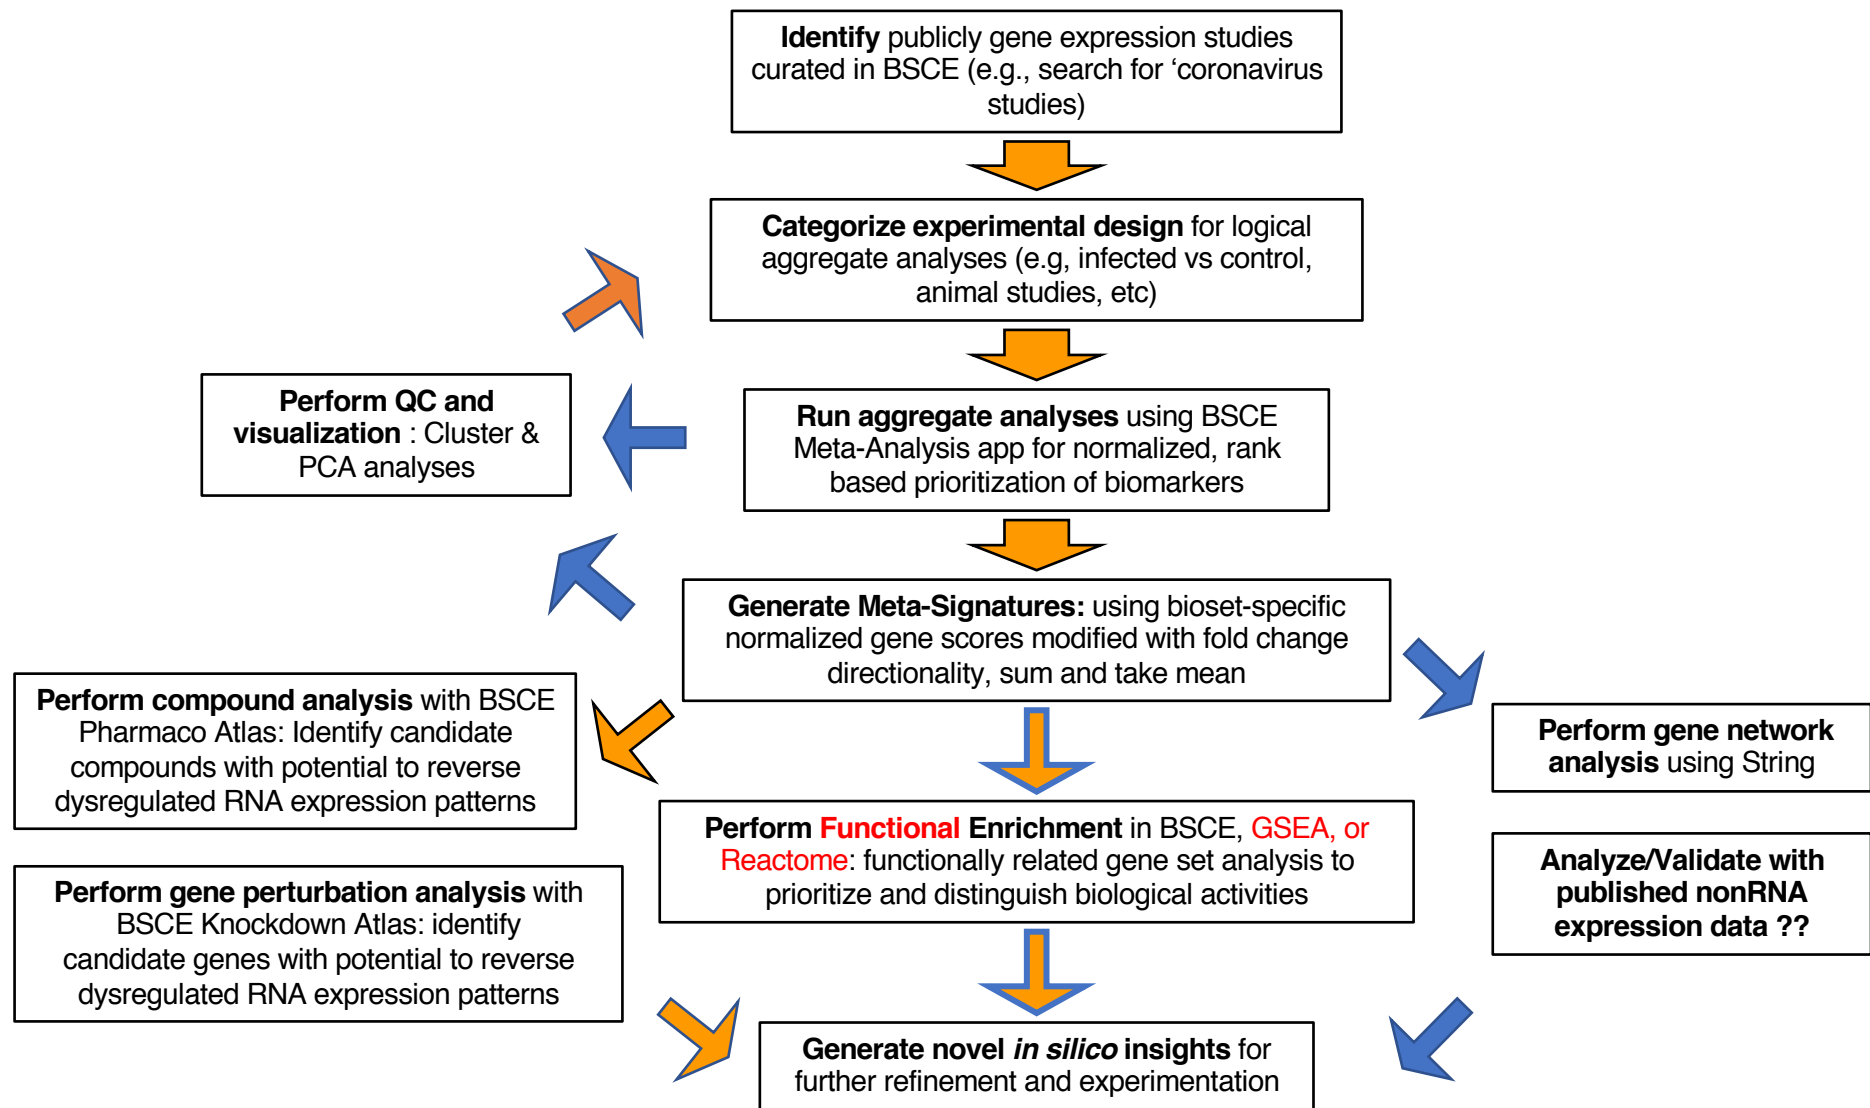 Identify publicly gene expression studies
curated in BSCE (e.g., search for ‘coronavirus
studies)
Categorize experimental design for logical
aggregate analyses (e.g, infected vs control,
animal studies, etc)
Perform QC and
visualization : Cluster &
PCA analyses
Run aggregate analyses using BSCE
Meta-Analysis app for normalized, rank
based prioritization of biomarkers
Generate Meta-Signatures: using bioset-specific
normalized gene scores modified with fold change
directionality, sum and take mean
Perform compound analysis with BSCE
Pharmaco Atlas: Identify candidate
compounds with potential to reverse
dysregulated RNA expression patterns
Perform gene network
analysis using String
Perform Functional Enrichment in BSCE, GSEA, or
Reactome: functionally related gene set analysis to
prioritize and distinguish biological activities
Perform gene perturbation analysis with
BSCE Knockdown Atlas: identify
candidate genes with potential to reverse
dysregulated RNA expression patterns
Analyze/Validate with
published nonRNA
expression data ??
Generate novel in silico insights for
further refinement and experimentation